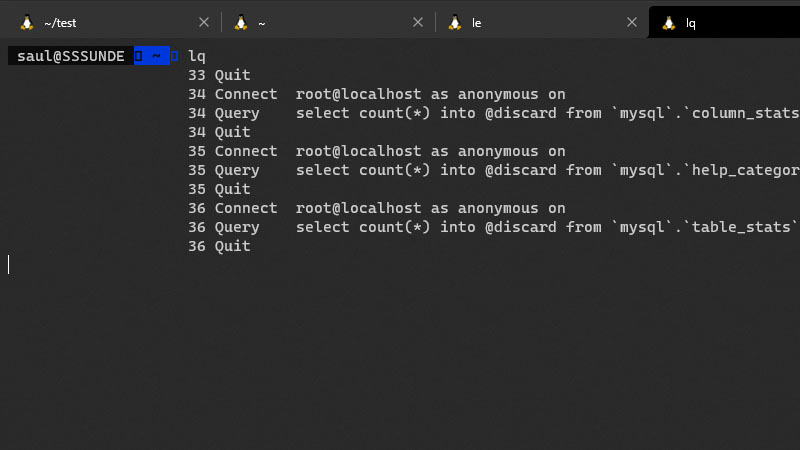 ~/test
~
le
lq
saul@SSSUNDE ~ lq
33 Quit
34 Connect root@localhost as anonymous on
34 Query select count(*) into @discard from `mysql`.`column_stats
34 Quit
35 Connect root@localhost as anonymous on
35 Query select count(*) into @discard from `mysql`.`help_categor
35 Quit
36 Connect root@localhost as anonymous on
36 Query select count(*) into @discard from `mysql`.`table_stats`
36 Quit